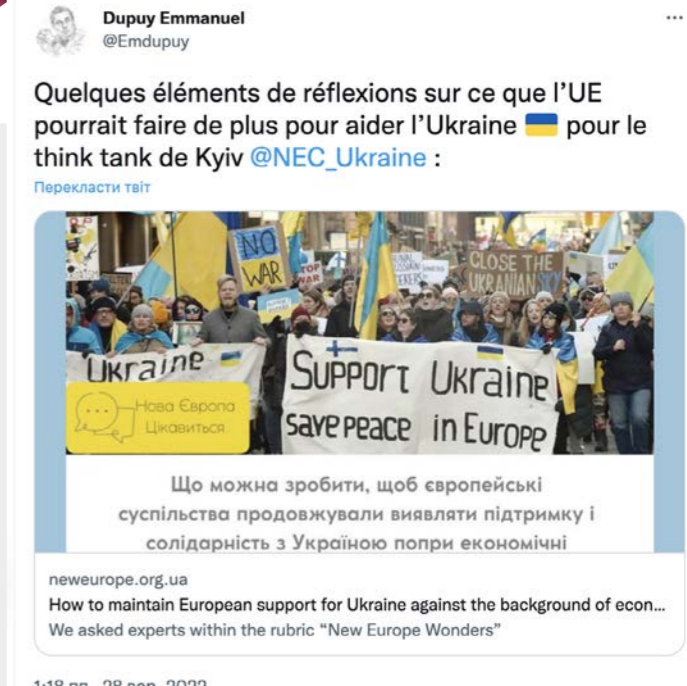 Dupuy Emmanuel
@Emdupuy
Quelques éléments de réflexions sur ce que l'UE
pourrait faire de plus pour aider l'Ukraine 🇺🇦 pour le
think tank de Kyiv @NEC_Ukraine :
Перекласти твіт
NO
WAR
STOP
WAR
CLOSE THE
UKRAINIAN SKY
Ukraine
SUPPORT Ukraine
save peace in Europe
Нова Європа
Цікавиться
Що можна зробити, щоб європейські
суспільства продовжували виявляти підтримку і
солідарність з Україною попри економічні
neweurope.org.ua
How to maintain European support for Ukraine against the background of econ...
We asked experts within the rubric “New Europe Wonders”